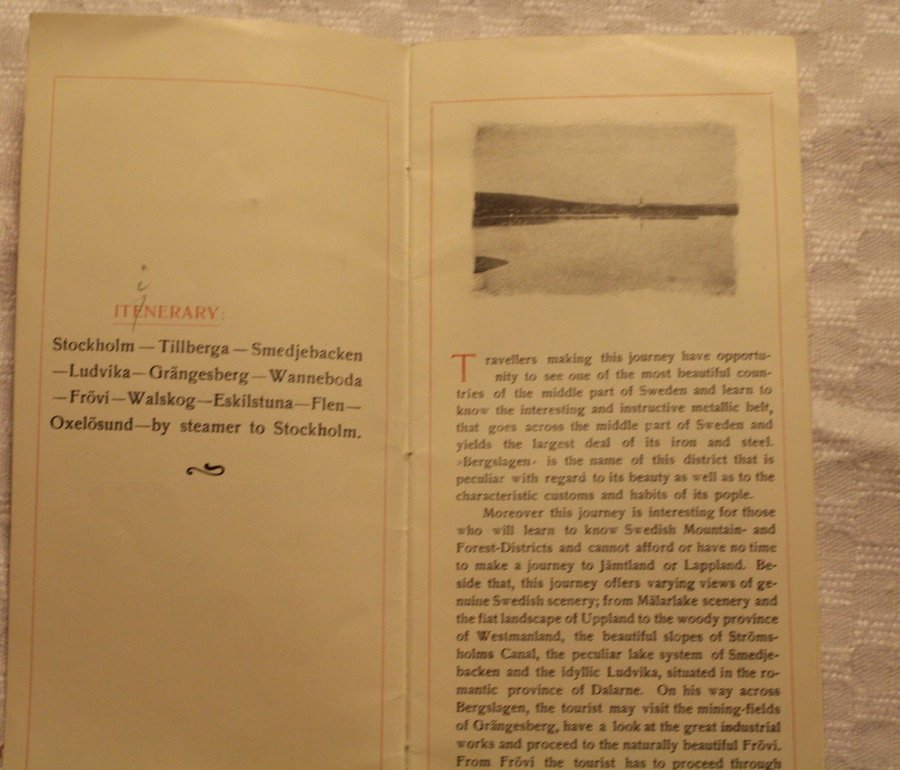 i
ITENERARY:
Stockholm — Tillberga — Smedjebacken
—Ludvika—Grängesberg—Wanneboda
—Frövi—Walskog—Eskilstuna—Flen—
Oxelösund—by steamer to Stockholm.
Travellers making this journey have opportu-
nity to see one of the most beautiful coun-
tries of the middle part of Sweden and learn to
know the interesting and instructive metallic belt,
that goes across the middle part of Sweden and
yields the largest deal of its iron and steel.
»Bergslagen» is the name of this district that is
peculiar with regard to its beauty as well as to the
characteristic customs and habits of its pople.
Moreover this journey is interesting for those
who will learn to know Swedish Mountain- and
Forest-Districts and cannot afford or have no time
to make a journey to Jämtland or Lappland. Be-
side that, this journey offers varying views of ge-
nuine Swedish scenery; from Mälarlake scenery and
the flat landscape of Uppland to the woody province
of Westmanland, the beautiful slopes of Ströms-
holms Canal, the peculiar lake system of Smedje-
backen and the idyllic Ludvika, situated in the ro-
mantic province of Dalarne. On his way across
Bergslagen, the tourist may visit the mining-fields
of Grängesberg, have a look at the great industrial
works and proceed to the naturally beautiful Frövi.
From Frövi the tourist has to proceed through